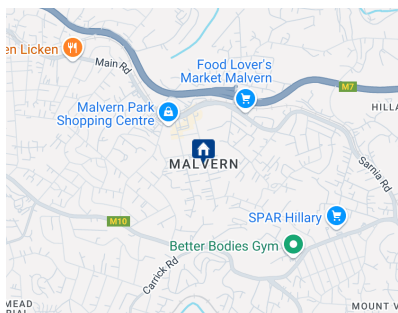 en Licken
Main Rd
Food Lover's
Market Malvern
M7
Malvern Park
Shopping Centre
HILLA
MALVERN
Sarnia Rd
M10
SPAR Hillary
Better Bodies Gym
Carrick Rd
MEAD
RIAL
MOUNT V